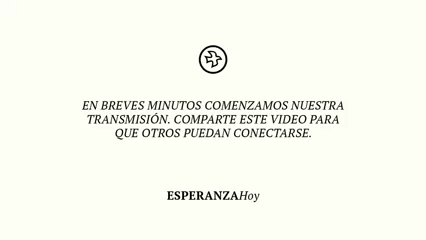 EN BREVES MINUTOS COMENZAMOS NUESTRA
TRANSMISIÓN. COMPARTE ESTE VIDEO PARA
QUE OTROS PUEDAN CONECTARSE.
ESPERANZAHoy